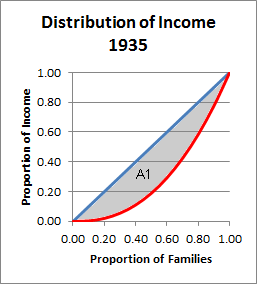 Distribution of Income
1935
Proportion of Income
1.00
0.80
0.60
0.40
0.20
0.00
A1
0.00 0.20 0.40 0.60 0.80 1.00
Proportion of Families